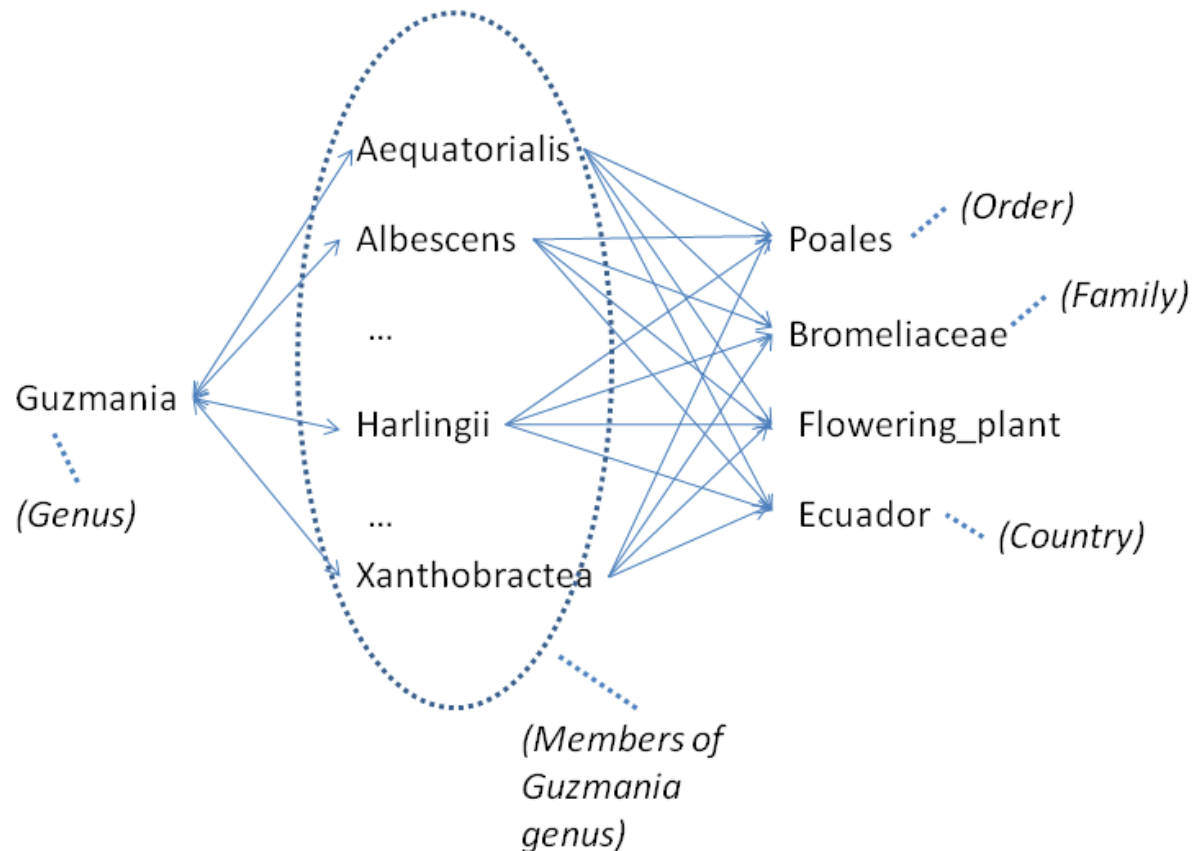 Aequatorialis
Albescens
...
Harlingii
...
Xanthobractea
Guzmania
(Genus)
Poales
(Order)
Bromeliaceae
(Family)
Flowering_plant
Ecuador
(Country)
(Members of
Guzmania
genus)